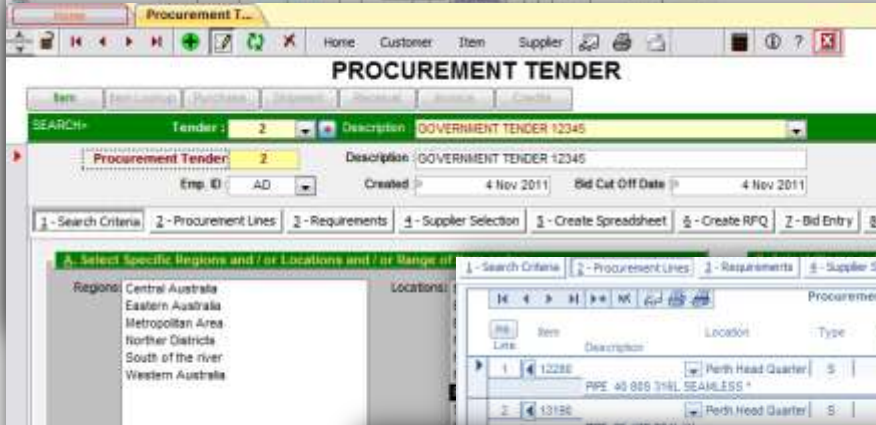 Home
Procurement T...
Home Customer Item Supplier
PROCUREMENT TENDER
Item Item Lookup Purchase Shipment Receival Invoice Credits
SEARCH> Tender : 2 Description GOVERNMENT TENDER 12345
Procurement Tender 2 Description GOVERNMENT TENDER 12345
Emp. ID AD Created 4 Nov 2011 Bid Cut Off Date 4 Nov 2011
1 - Search Criteria 2 - Procurement Lines 3 - Requirements 4 - Supplier Selection 5 - Create Spreadsheet 6 - Create RFQ 7 - Bid Entry 8
A. Select Specific Regions and / or Locations and / or Range of
Regions Locations:
Central Australia
Eastern Australia
Metropolitan Area
Norther Districts
South of the river
Western Australia
1 - Search Criteria 2 - Procurement Lines 3 - Requirements 4 - Supplier S
Procuremen
Line Item Description Location Type
1 12280 Perth Head Quarter S
PIPE 40 80S 316L SEAMLESS *
2 13190 Perth Head Quarter S